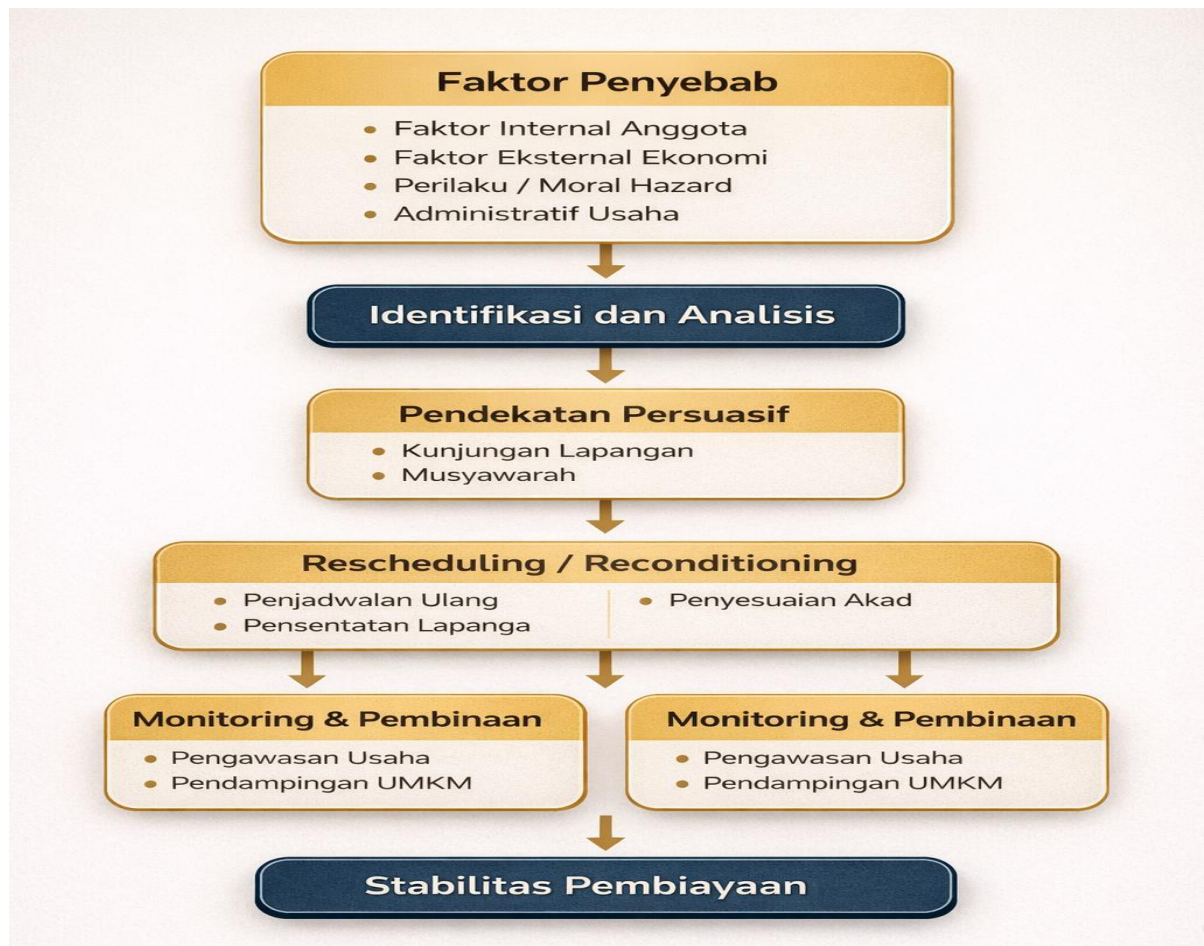 Faktor Penyebab
Faktor Internal Anggota
Faktor Eksternal Ekonomi
Perilaku / Moral Hazard
Administratif Usaha
Identifikasi dan Analisis
Pendekatan Persuasif
Kunjungan Lapangan
Musyawarah
Rescheduling / Reconditioning
Penjadwalan Ulang
Pensentatan Lapanga
Penyesuaian Akad
Monitoring & Pembinaan
Pengawasan Usaha
Pendampingan UMKM
Monitoring & Pembinaan
Pengawasan Usaha
Pendampingan UMKM
Stabilitas Pembiayaan